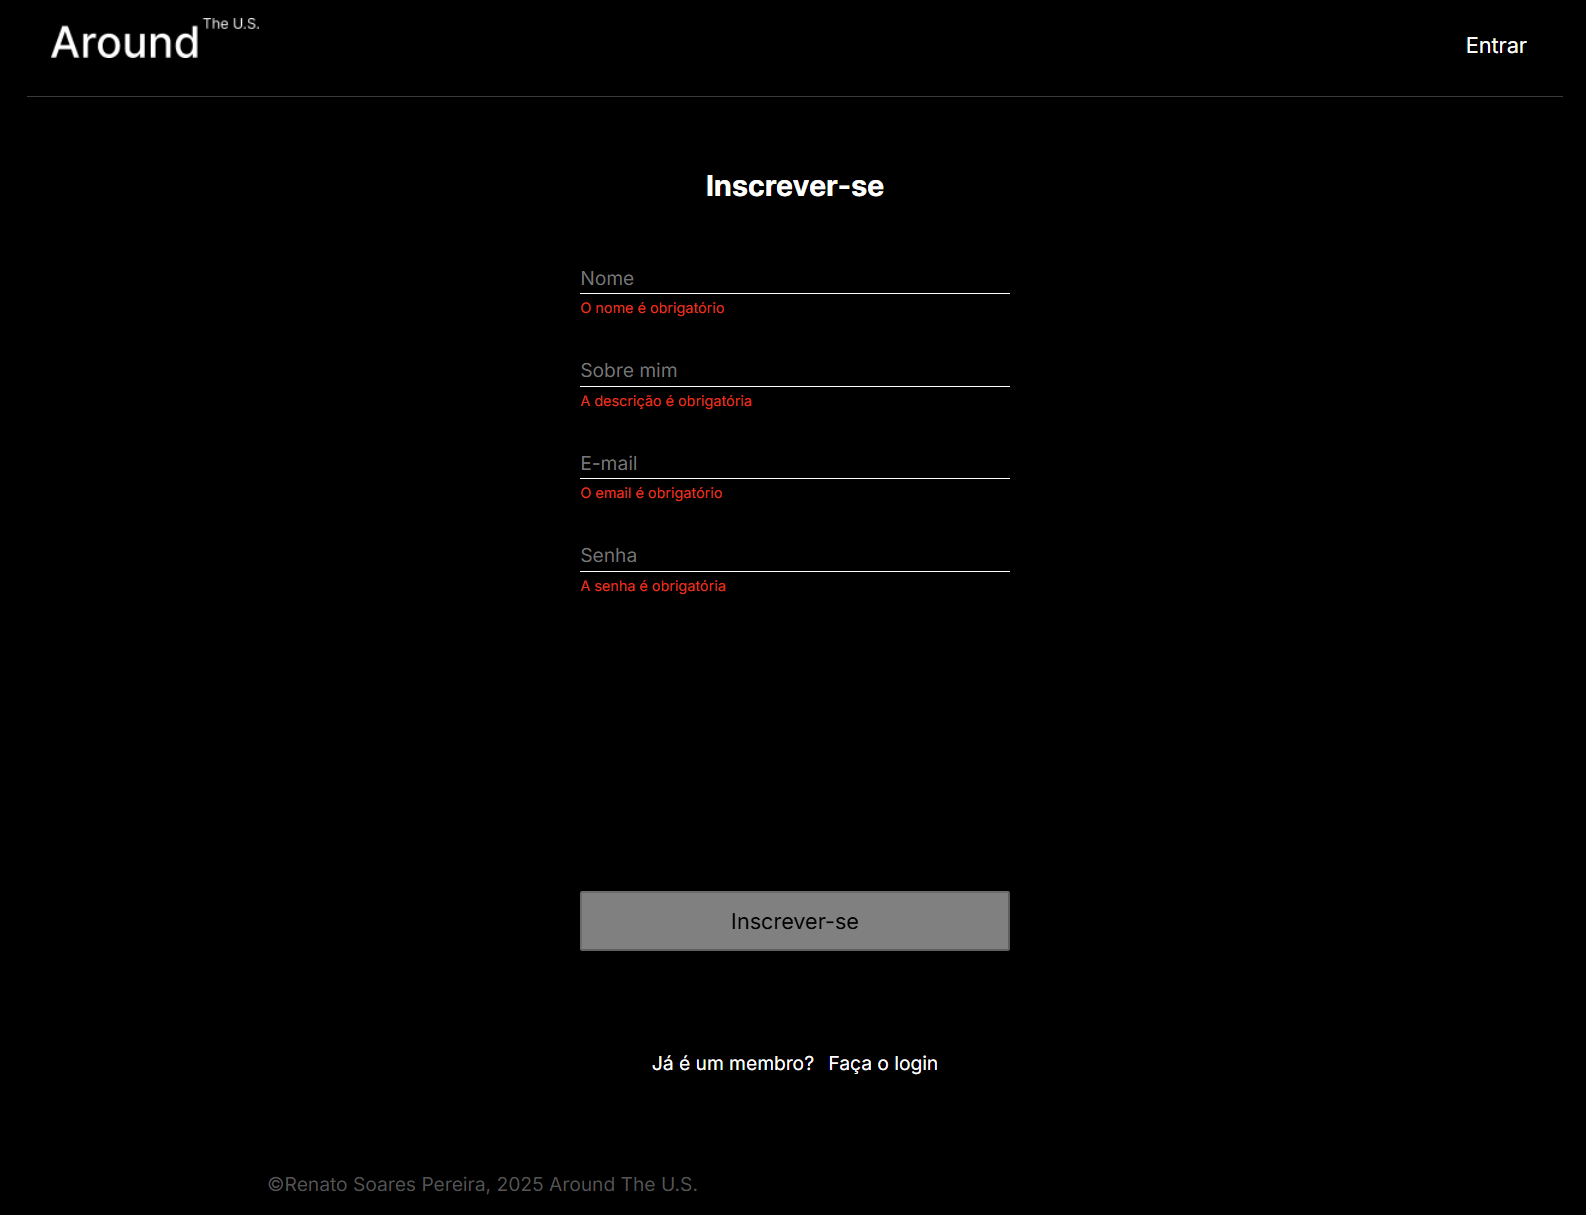 Around The U.S.
Entrar
Inscrever-se
Nome
O nome é obrigatório
Sobre mim
A descrição é obrigatória
E-mail
O email é obrigatório
Senha
A senha é obrigatória
Inscrever-se
Já é um membro? Faça o login
©Renato Soares Pereira, 2025 Around The U.S.